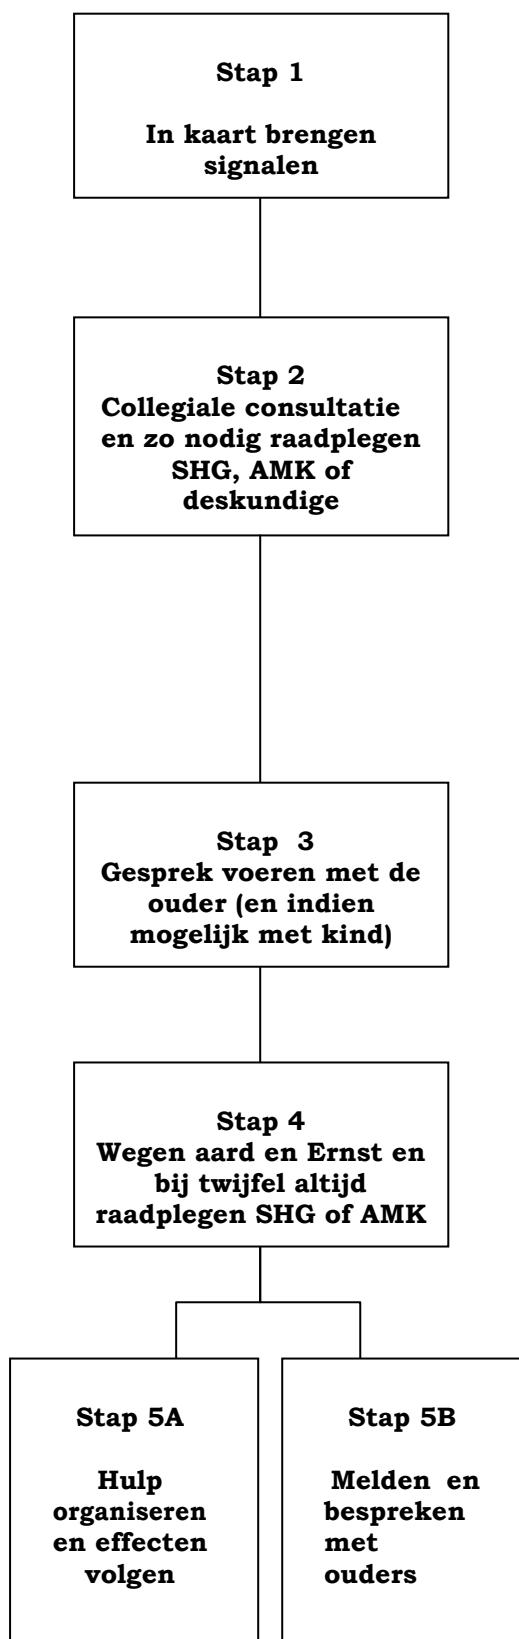 Stap 1
In kaart brengen
signalen
Stap 2
Collegiale consultatie
en zo nodig raadplegen
SHG, AMK of
deskundige
Stap 3
Gesprek voeren met de
ouder (en indien
mogelijk met kind)
Stap 4
Wegen aard en Ernst en
bij twijfel altijd
raadplegen SHG of AMK
Stap 5A
Hulp
organiseren
en effecten
volgen
Stap 5B
Melden en
bespreken
met
ouders